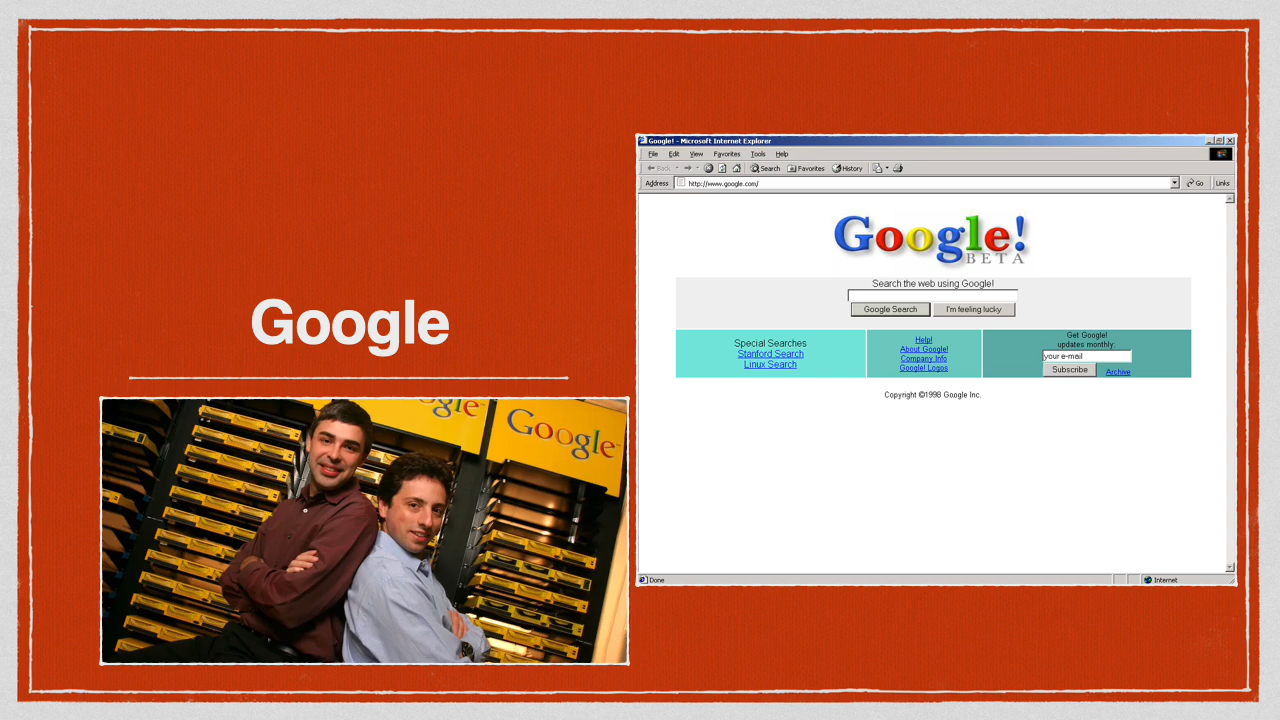 Google
Google! - Microsoft Internet Explorer
File Edit View Favorites Tools Help
Back Search Favorites History
Address http://www.google.com/ Go Links
Google!
BETA
Search the web using Google!
Google Search I'm feeling lucky
Special Searches
Stanford Search
Linux Search
Help!
About Google!
Company Info
Google! Logos
Get Google!
updates monthly:
your e-mail
Subscribe Archive
Copyright ©1998 Google Inc.
Done Internet
ogle™
Google™